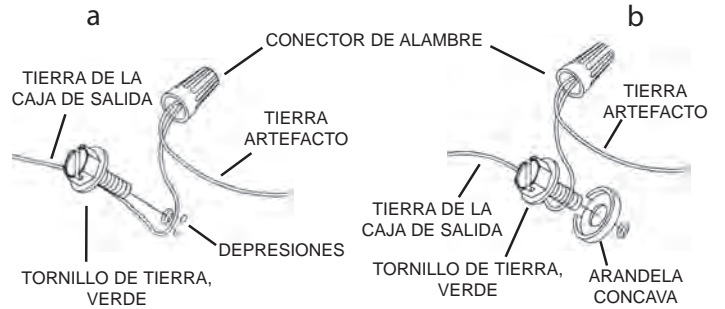 a
b
CONECTOR DE ALAMBRE
TIERRA DE LA
CAJA DE SALIDA
TIERRA
ARTEFACTO
DEPRESIONES
TORNILLO DE TIERRA,
VERDE
TIERRA
ARTEFACTO
TIERRA DE LA
CAJA DE SALIDA
TORNILLO DE TIERRA,
VERDE
ARANDELA
CONCAVA